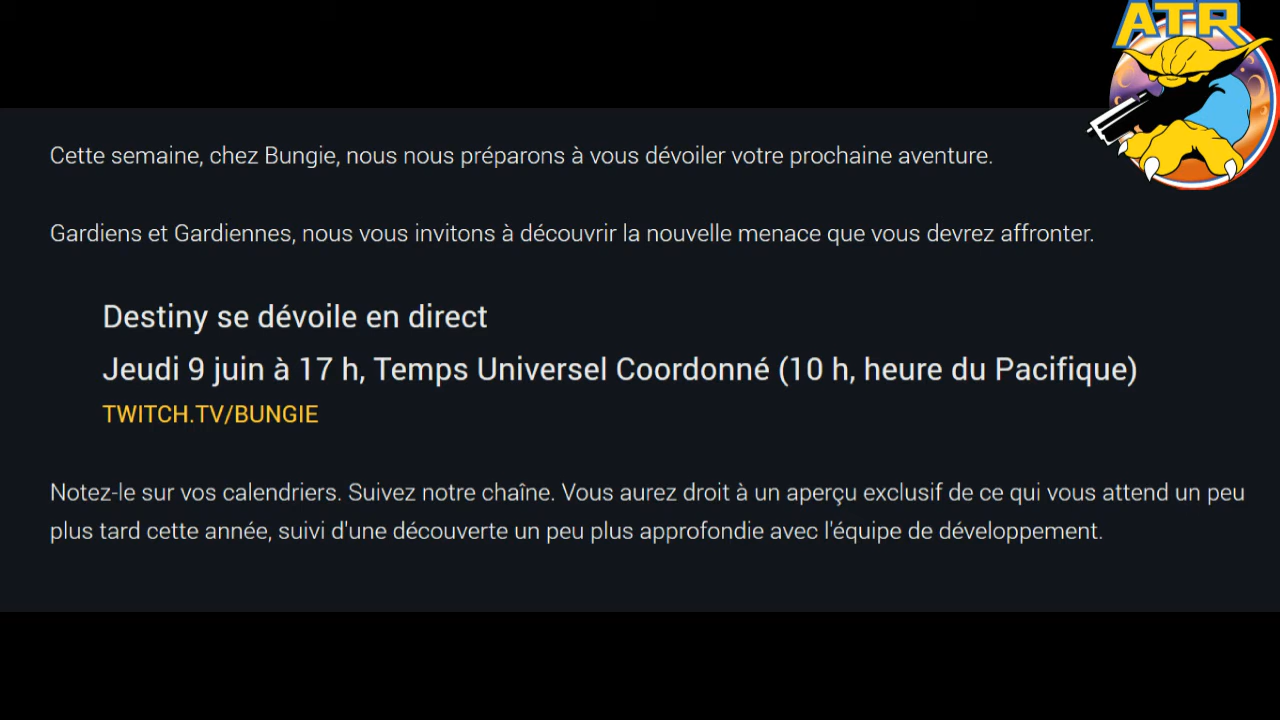 ATR
Cette semaine, chez Bungie, nous nous préparons à vous dévoiler votre prochaine aventure.
Gardiens et Gardiennes, nous vous invitons à découvrir la nouvelle menace que vous devrez affronter.
Destiny se dévoile en direct
Jeudi 9 juin à 17 h, Temps Universel Coordonné (10 h, heure du Pacifique)
TWITCH.TV/BUNGIE
Notez-le sur vos calendriers. Suivez notre chaîne. Vous aurez droit à un aperçu exclusif de ce qui vous attend un peu
plus tard cette année, suivi d'une découverte un peu plus approfondie avec l'équipe de développement.